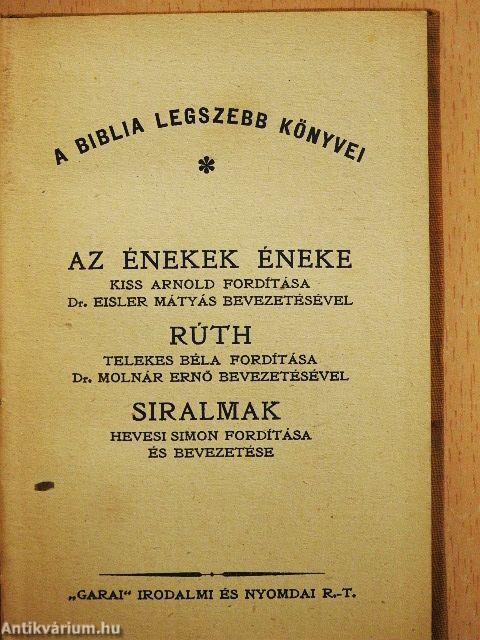 A BIBLIA LEGSZEBB KÖNYVEI
*
AZ ÉNEKEK ÉNEKE
KISS ARNOLD FORDÍTÁSA
Dr. EISLER MÁTYÁS BEVEZETÉSÉVEL
RÚTH
TELEKES BÉLA FORDÍTÁSA
Dr. MOLNÁR ERNŐ BEVEZETÉSÉVEL
SIRALMAK
HEVESI SIMON FORDÍTÁSA
ÉS BEVEZETÉSE
„GARAI“ IRODALMI ÉS NYOMDAI R.-T.
Antikvárium.hu